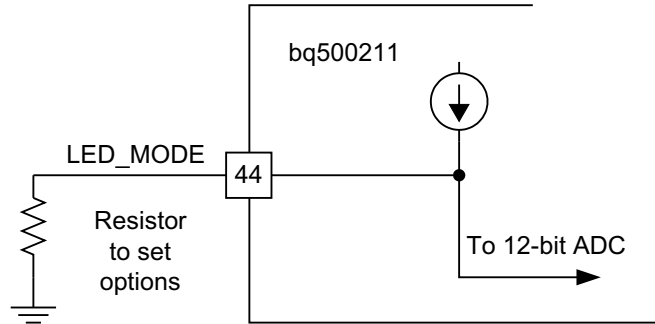 bq500211
LED_MODE
44
Resistor
to set
options
To 12-bit ADC